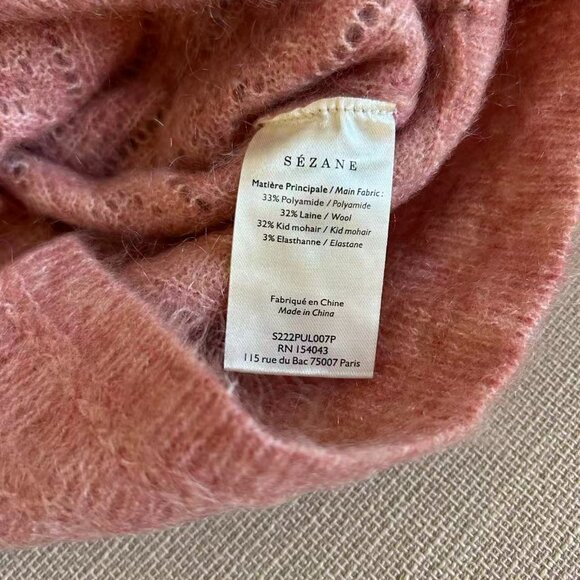 SÉZANE
Matière Principale / Main Fabric :
33% Polyamide / Polyamide
32% Laine / Wool
32% Kid mohair / Kid mohair
3% Elasthanne / Elastane
Fabriqué en Chine
Made in China
S222PUL007P
RN 154043
115 rue du Bac 75007 Paris